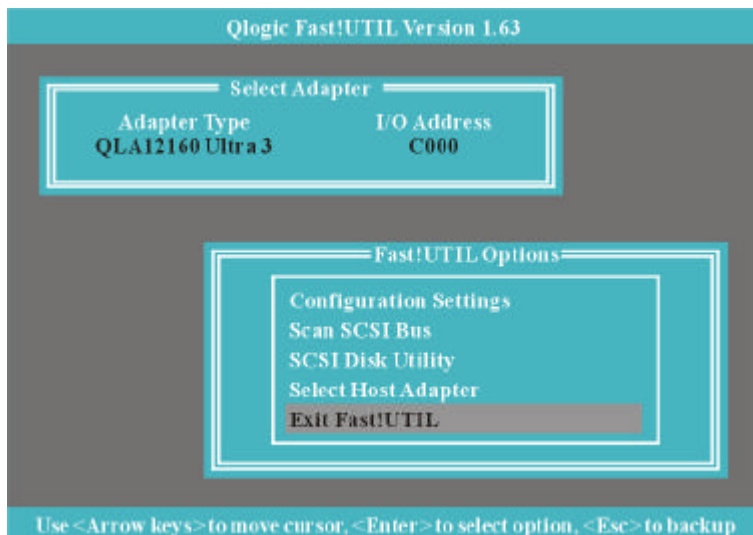 Qlogic Fast!UTIL Version 1.63
Select Adapter
Adapter Type I/O Address
QLA12160 Ultra 3 C000
Fast!UTIL Options
Configuration Settings
Scan SCSI Bus
SCSI Disk Utility
Select Host Adapter
Exit Fast!UTIL
Use <Arrow keys> to move cursor, <Enter> to select option, <Esc> to backup